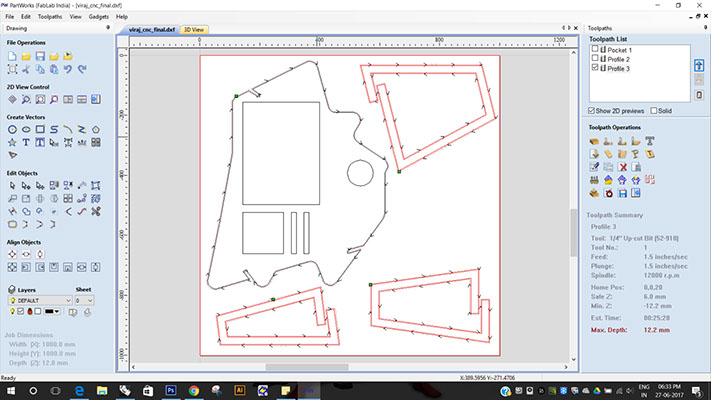 PartWorks (FabLab India) - [viraj_cnc_final.dxf]
File Edit Toolpaths View Gadgets Help
Drawing
File Operations
2D View Control
Create Vectors
Edit Objects
Align Objects
Layers
Sheet
DEFAULT
0
Job Dimensions
Width (X): 1000.0 mm
Height (Y): 1000.0 mm
Depth (Z): 12.0 mm
Ready
viraj_cnc_final.dxf
3D View
0
400
800
1200
0
-200
-400
-600
-800
-1000
X:389.5956 Y:-271.4706
Toolpaths
Toolpath List
Pocket 1
Profile 2
Profile 3
Show 2D previews
Solid
Toolpath Operations
Toolpath Summary
Profile 3
Tool: 1/4" Up-cut Bit (52-910)
Tool No.: 1
Feed: 1.5 inches/sec
Plunge: 1.5 inches/sec
Spindle: 12000 r.p.m
Home Pos: 0,0,20
Safe Z: 6.0 mm
Min. Z: -12.2 mm
Est. Time: 00:25:20
Max. Depth: 12.2 mm
ENG
IN
06:33 PM
27-06-2017